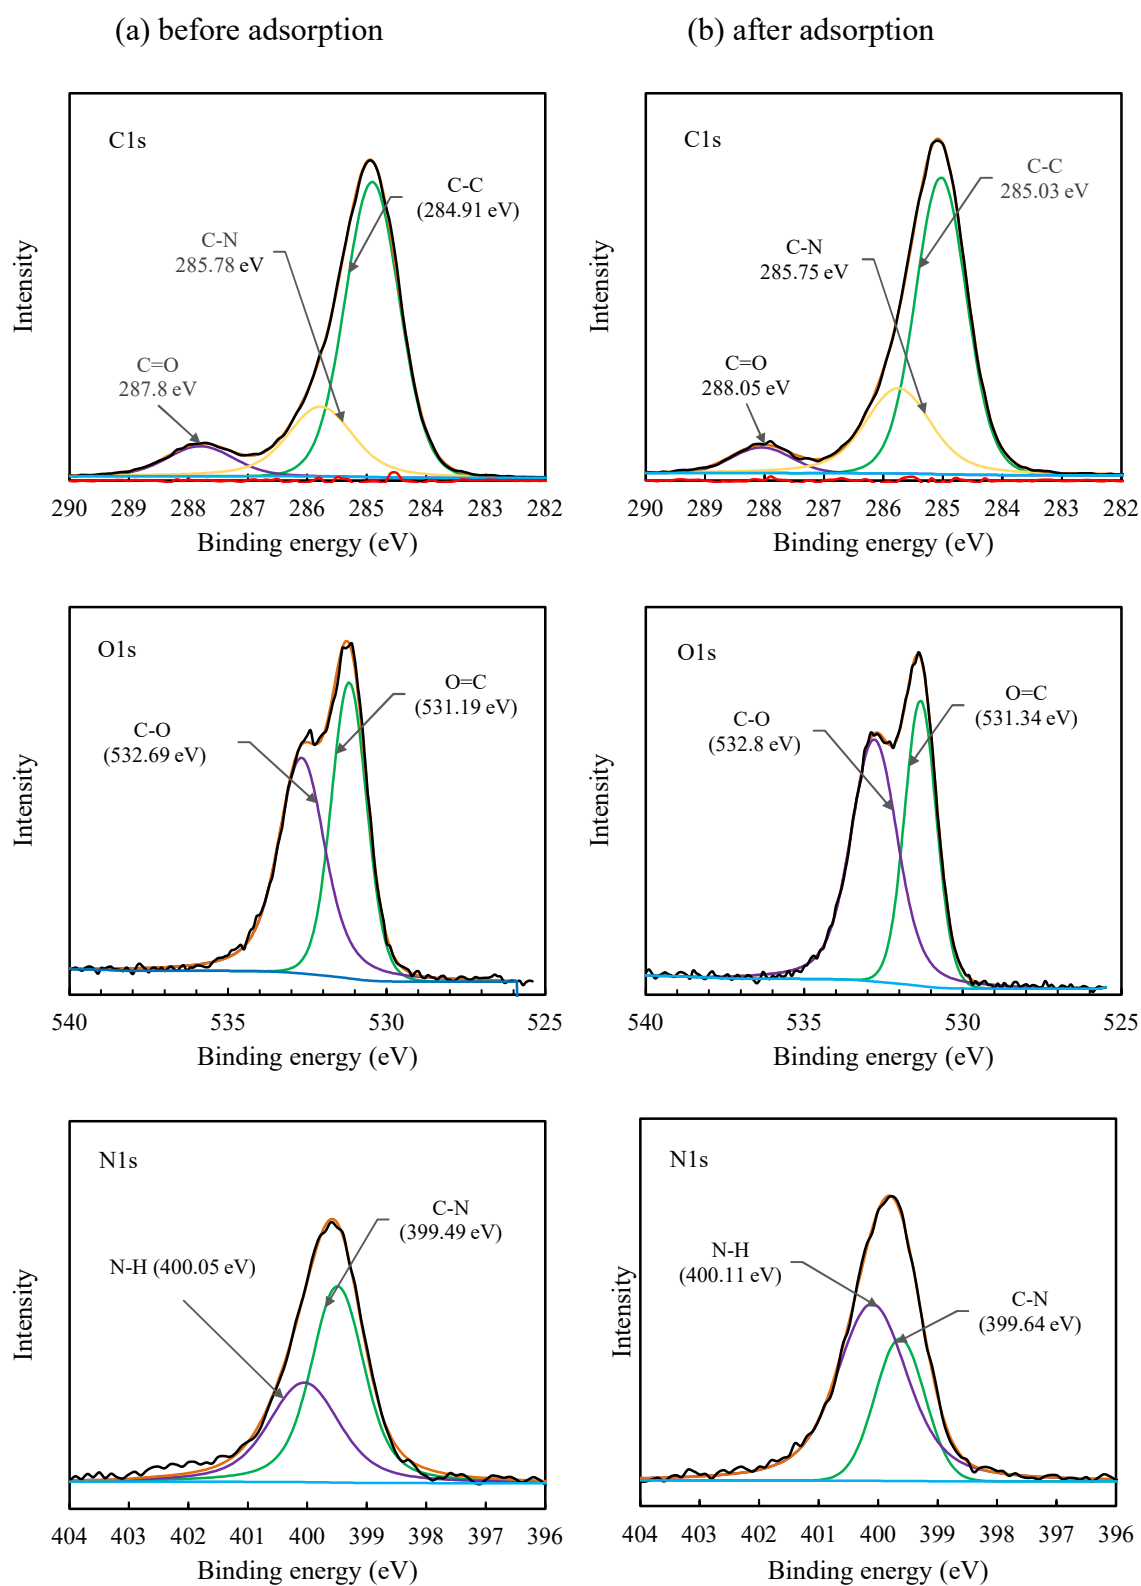 (a) before adsorption
(b) after adsorption
C1s
C-C
(284.91 eV)
C-N
285.78 eV
C=O
287.8 eV
Intensity
290 289 288 287 286 285 284 283 282
Binding energy (eV)
C1s
C-C
285.03 eV
C-N
285.75 eV
C=O
288.05 eV
Intensity
290 289 288 287 286 285 284 283 282
Binding energy (eV)
O1s
O=C
(531.19 eV)
C-O
(532.69 eV)
Intensity
540 535 530 525
Binding energy (eV)
O1s
O=C
(531.34 eV)
C-O
(532.8 eV)
Intensity
540 535 530 525
Binding energy (eV)
N1s
C-N
(399.49 eV)
N-H (400.05 eV)
Intensity
404 403 402 401 400 399 398 397 396
Binding energy (eV)
N1s
N-H
(400.11 eV)
C-N
(399.64 eV)
Intensity
404 403 402 401 400 399 398 397 396
Binding energy (eV)